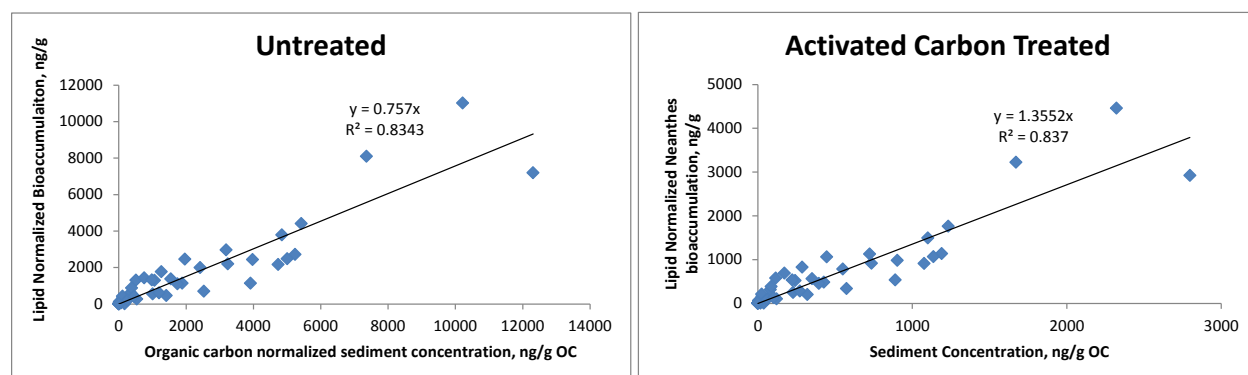 Untreated
Lipid Normalized Bioaccumulaiton, ng/g
12000
10000
8000
6000
4000
2000
0
y = 0.757x
R² = 0.8343
0 2000 4000 6000 8000 10000 12000 14000
Organic carbon normalized sediment concentration, ng/g OC
Activated Carbon Treated
Lipid Normalized Neanthes
bioaccumulation, ng/g
5000
4000
3000
2000
1000
0
y = 1.3552x
R² = 0.837
0 1000 2000 3000
Sediment Concentration, ng/g OC